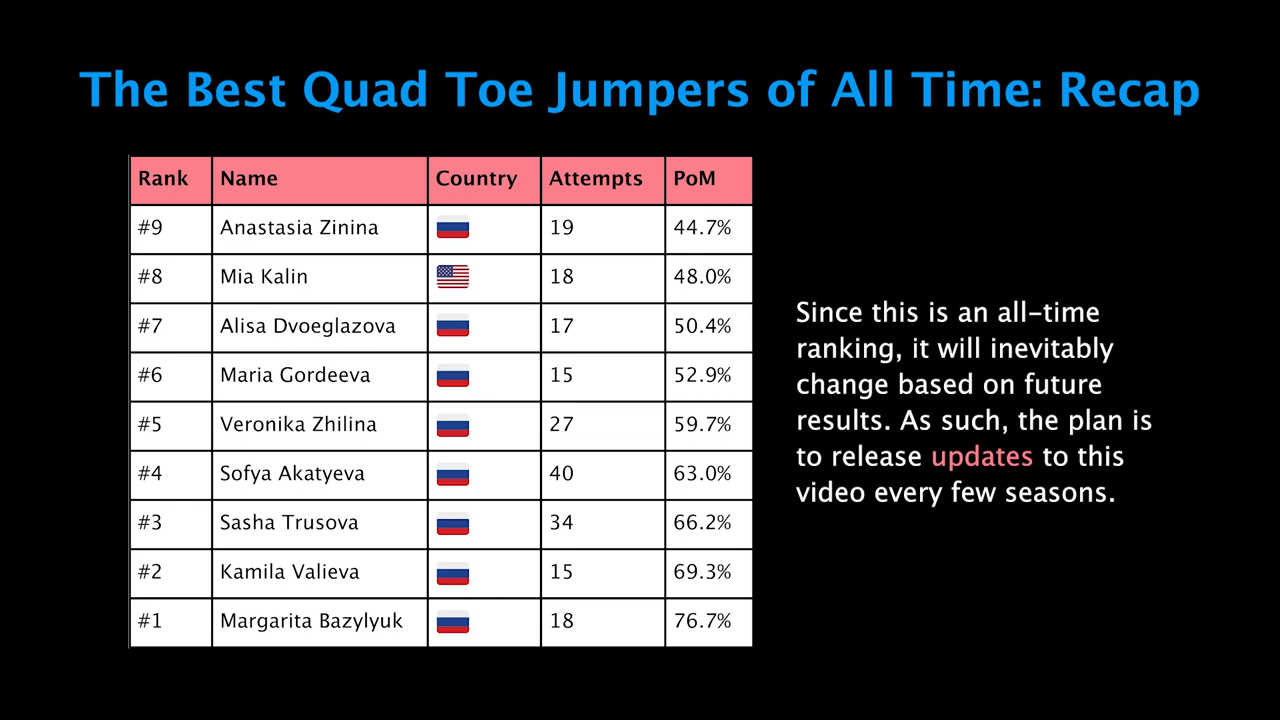 The Best Quad Toe Jumpers of All Time: Recap
Rank Name Country Attempts PoM
#9 Anastasia Zinina 19 44.7%
#8 Mia Kalin 18 48.0%
#7 Alisa Dvoeglazova 17 50.4%
#6 Maria Gordeeva 15 52.9%
#5 Veronika Zhilina 27 59.7%
#4 Sofya Akatyeva 40 63.0%
#3 Sasha Trusova 34 66.2%
#2 Kamila Valieva 15 69.3%
#1 Margarita Bazylyuk 18 76.7%
Since this is an all-time
ranking, it will inevitably
change based on future
results. As such, the plan is
to release updates to this
video every few seasons.